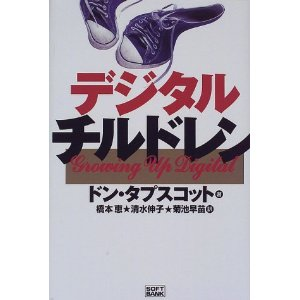 デジタル
チルドレン
Growing Up Digital
ドン・タプスコット 著
橋本 恵★清水伸子★菊池早苗 訳
SOFT
BANK